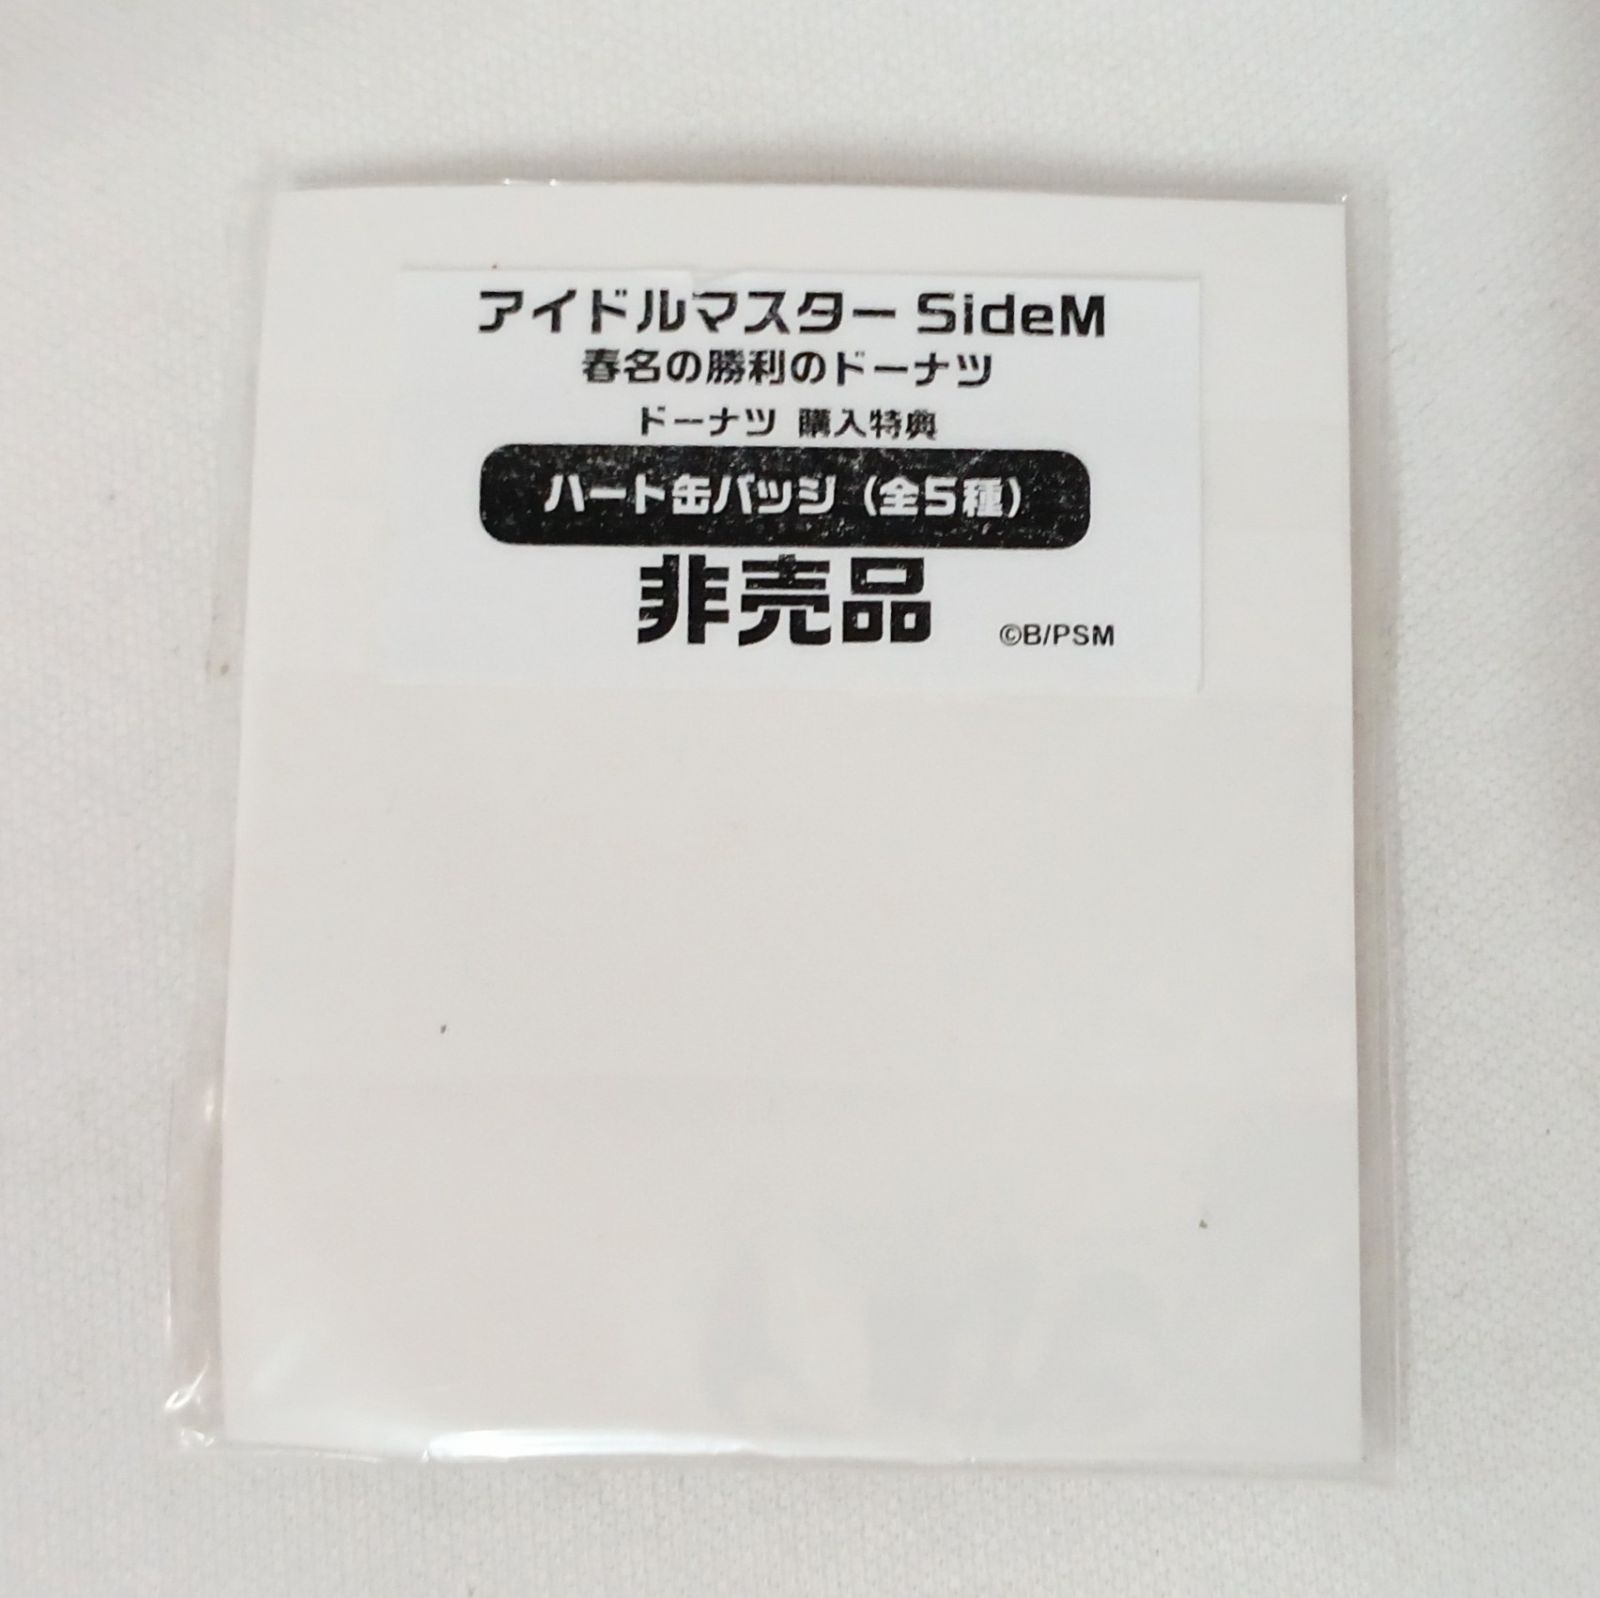 アイドルマスター SideM
春名の勝利のドーナツ
ドーナツ 購入特典
ハート缶バッジ（全5種）
非売品
©B/PSM